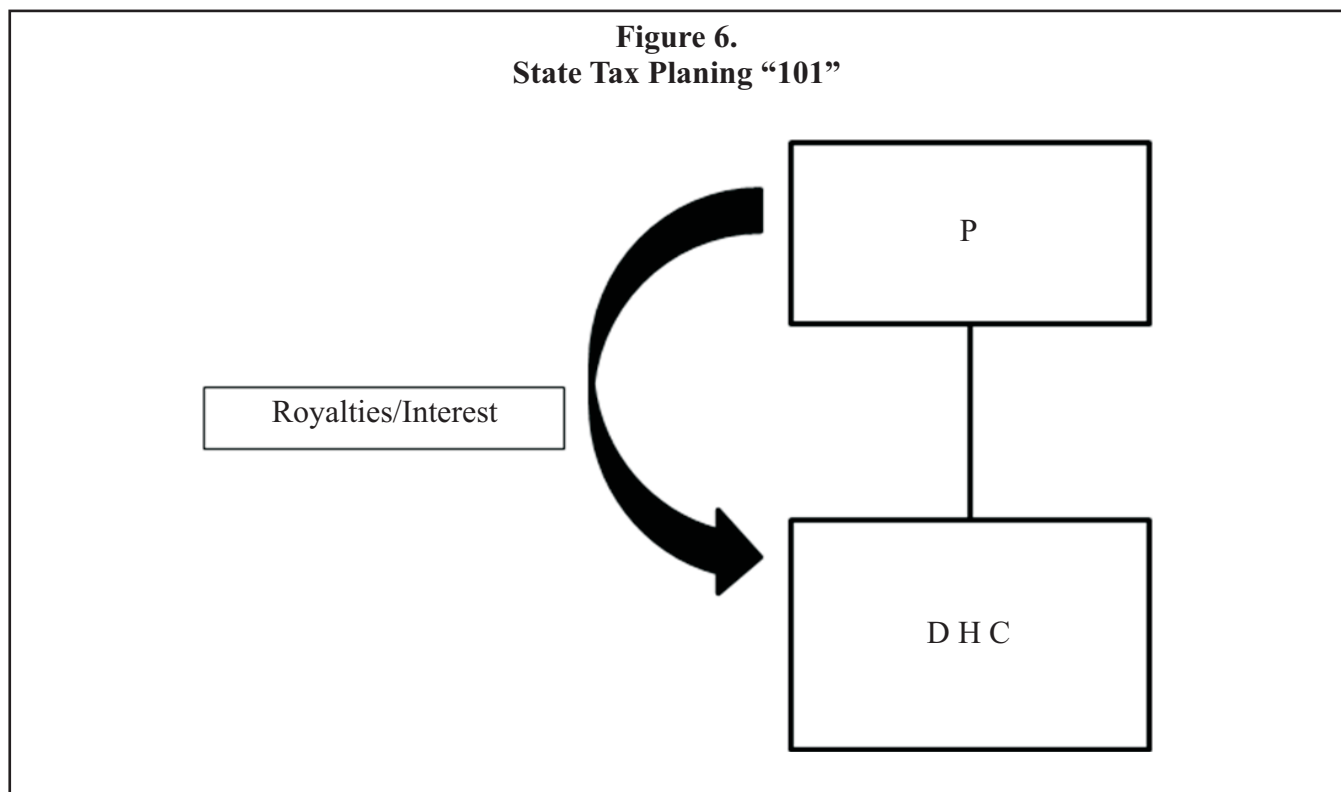 Figure 6.
State Tax Planing “101”
P
Royalties/Interest
D H C